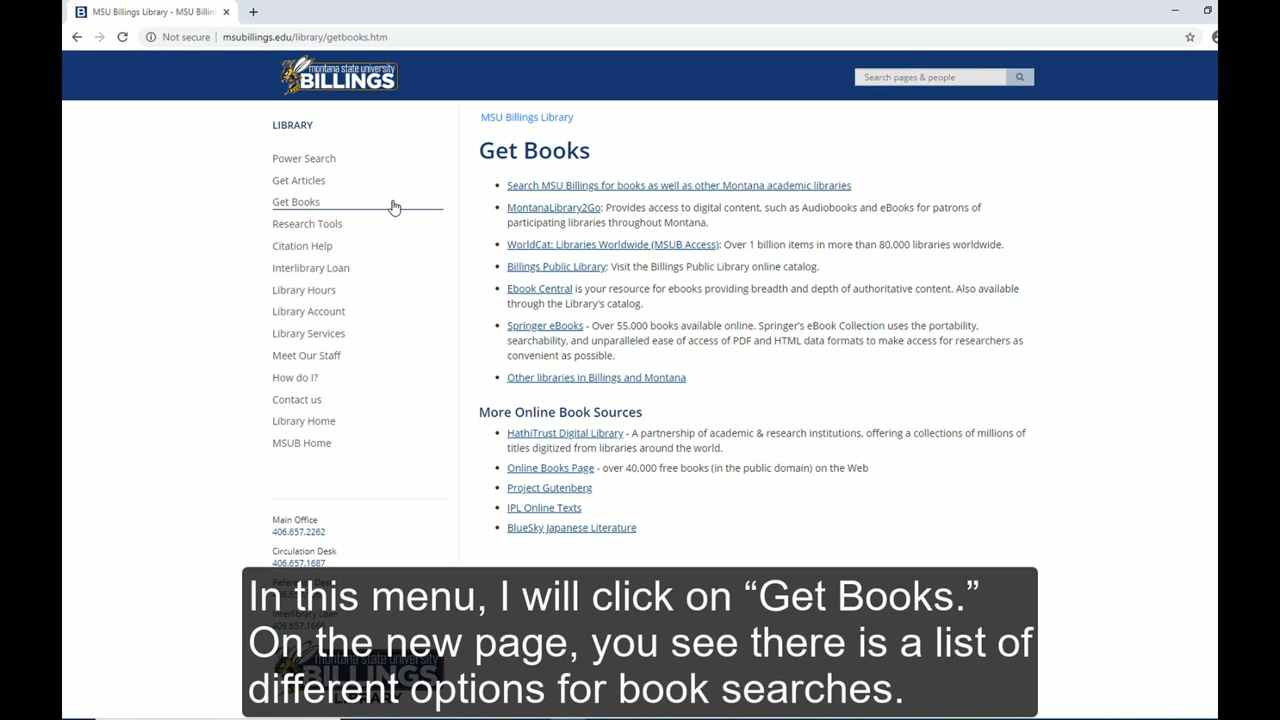 MSU Billings Library - MSU Billin
Not secure | msubillings.edu/library/getbooks.htm
montana state university
BILLINGS
Search pages & people
LIBRARY
Power Search
Get Articles
Get Books
Research Tools
Citation Help
Interlibrary Loan
Library Hours
Library Account
Library Services
Meet Our Staff
How do I?
Contact us
Library Home
MSUB Home
Main Office
406.657.2262
Circulation Desk
406.657.1687
MSU Billings Library
Get Books
Search MSU Billings for books as well as other Montana academic libraries
MontanaLibrary2Go: Provides access to digital content, such as Audiobooks and eBooks for patrons of
participating libraries throughout Montana.
WorldCat: Libraries Worldwide (MSUB Access): Over 1 billion items in more than 80,000 libraries worldwide.
Billings Public Library: Visit the Billings Public Library online catalog.
Ebook Central is your resource for ebooks providing breadth and depth of authoritative content. Also available
through the Library's catalog.
Springer eBooks - Over 55,000 books available online. Springer's eBook Collection uses the portability,
searchability, and unparalleled ease of access of PDF and HTML data formats to make access for researchers as
convenient as possible.
Other libraries in Billings and Montana
More Online Book Sources
HathiTrust Digital Library - A partnership of academic & research institutions, offering a collections of millions of
titles digitized from libraries around the world.
Online Books Page - over 40,000 free books (in the public domain) on the Web
Project Gutenberg
IPL Online Texts
BlueSky Japanese Literature
In this menu, I will click on “Get Books.”
On the new page, you see there is a list of
different options for book searches.